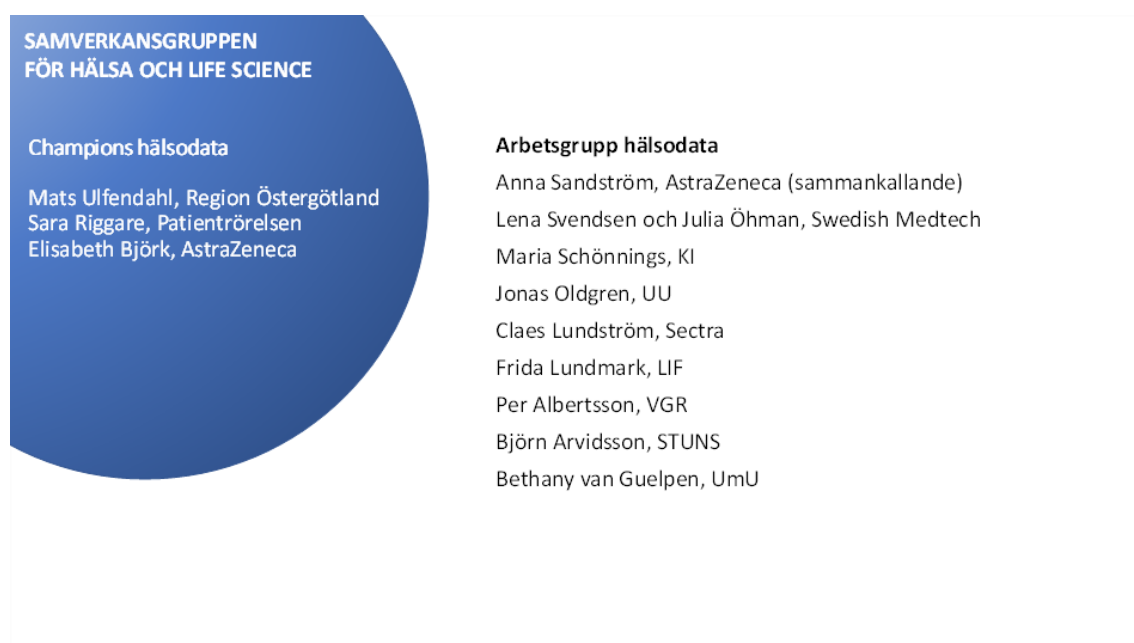 SAMVERKANSGRUPPEN
FÖR HÄLSA OCH LIFE SCIENCE
Champions hälsodata
Mats Ulfendahl, Region Östergötland
Sara Riggare, Patientrörelsen
Elisabeth Björk, AstraZeneca
Arbetsgrupp hälsodata
Anna Sandström, AstraZeneca (sammankallande)
Lena Svendsen och Julia Öhman, Swedish Medtech
Maria Schönnings, KI
Jonas Oldgren, UU
Claes Lundström, Sectra
Frida Lundmark, LIF
Per Albertsson, VGR
Björn Arvidsson, STUNS
Bethany van Guelpen, UmU